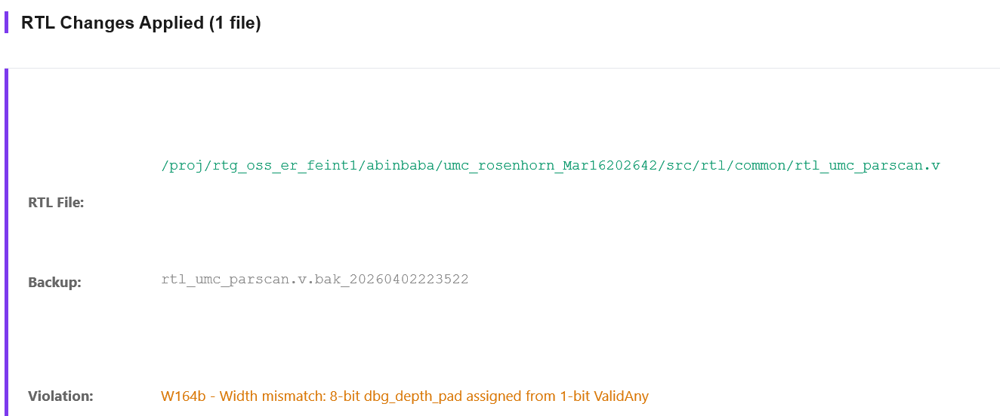 RTL Changes Applied (1 file)
/proj/rtg_oss_er_feint1/abinbaba/umc_rosenhorn_Mar16202642/src/rtl/common/rtl_umc_parscan.v
RTL File:
Backup: rtl_umc_parscan.v.bak_20260402223522
Violation: W164b - Width mismatch: 8-bit dbg_depth_pad assigned from 1-bit ValidAny